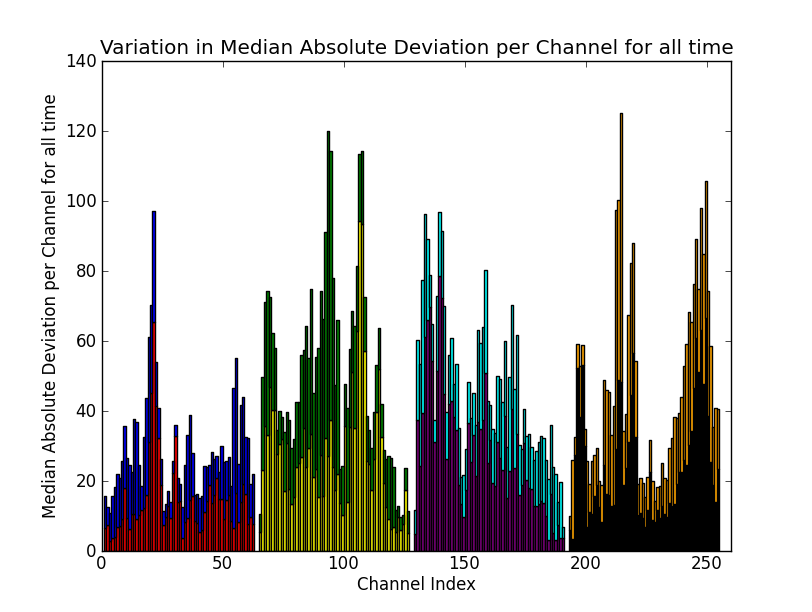 Variation in Median Absolute Deviation per Channel for all time
Median Absolute Deviation per Channel for all time
140
120
100
80
60
40
20
0
0 50 100 150 200 250
Channel Index